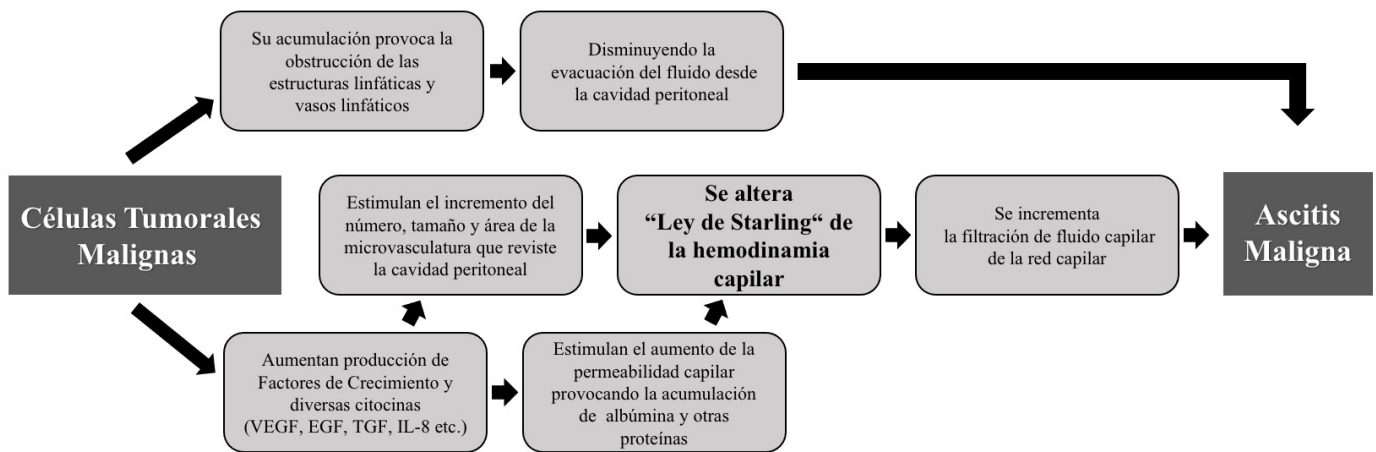 Su acumulación provoca la
obstrucción de las
estructuras linfáticas y
vasos linfáticos
Disminuyendo la
evacuación del fluido desde
la cavidad peritoneal
Células Tumorales
Malignas
Estimulan el incremento del
número, tamaño y área de la
microvasculatura que reviste
la cavidad peritoneal
Se altera
“Ley de Starling“ de
la hemodinamia
capilar
Se incrementa
la filtración de fluido capilar
de la red capilar
Ascitis
Maligna
Aumentan producción de
Factores de Crecimiento y
diversas citocinas
(VEGF, EGF, TGF, IL-8 etc.)
Estimulan el aumento de la
permeabilidad capilar
provocando la acumulación
de albúmina y otras
proteínas